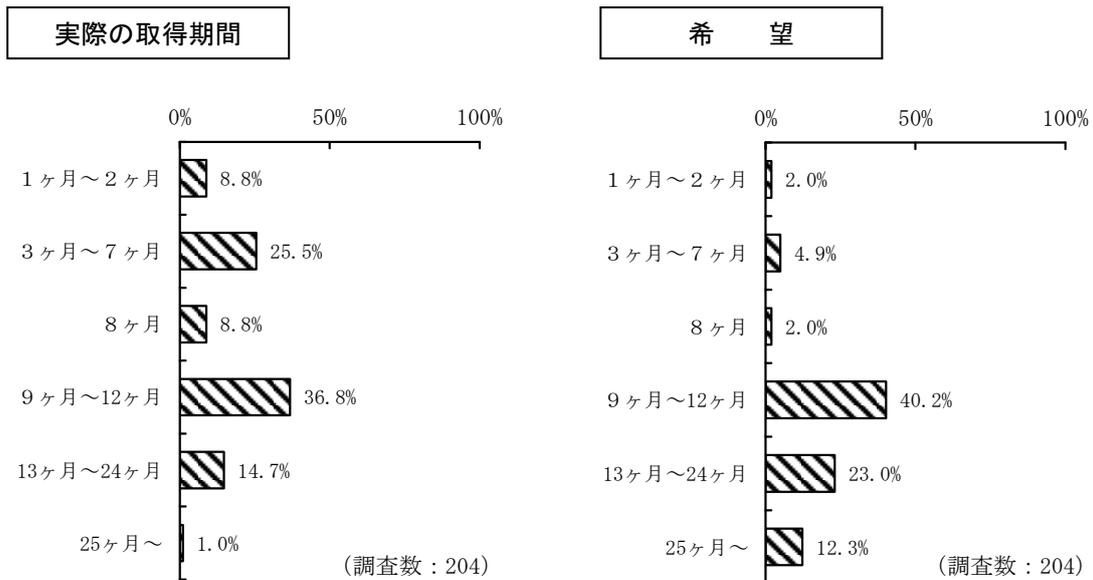 実際の取得期間
0% 50% 100%
1ヶ月～2ヶ月 8.8%
3ヶ月～7ヶ月 25.5%
8ヶ月 8.8%
9ヶ月～12ヶ月 36.8%
13ヶ月～24ヶ月 14.7%
25ヶ月～ 1.0%
（調査数：204）
希　　望
0% 50% 100%
1ヶ月～2ヶ月 2.0%
3ヶ月～7ヶ月 4.9%
8ヶ月 2.0%
9ヶ月～12ヶ月 40.2%
13ヶ月～24ヶ月 23.0%
25ヶ月～ 12.3%
（調査数：204）